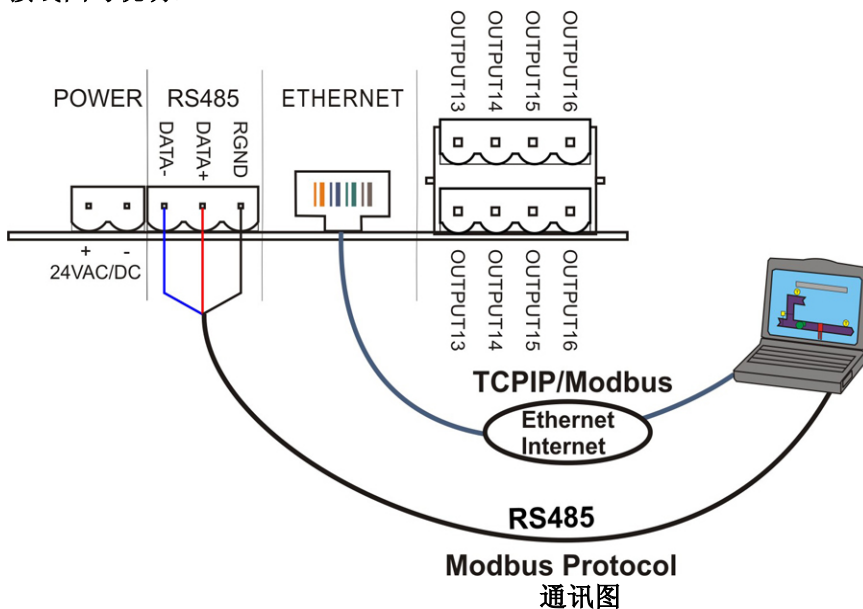 OUTPUT13
OUTPUT14
OUTPUT15
OUTPUT16
POWER
RS485
ETHERNET
DATA-
DATA+
RGND
+ -
24VAC/DC
OUTPUT13
OUTPUT14
OUTPUT15
OUTPUT16
TCPIP/Modbus
Ethernet
Internet
RS485
Modbus Protocol
通讯图